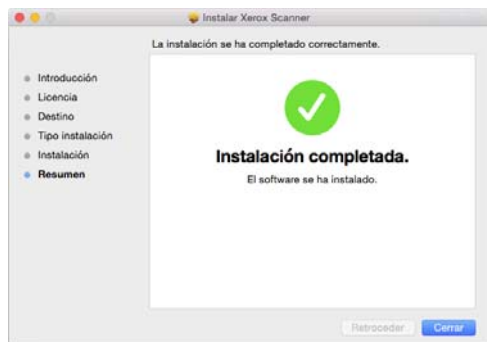 Instalar Xerox Scanner
La instalación se ha completado correctamente.
Introducción
Licencia
Destino
Tipo instalación
Instalación
Resumen
Instalación completada.
El software se ha instalado.
Retroceder
Cerrar